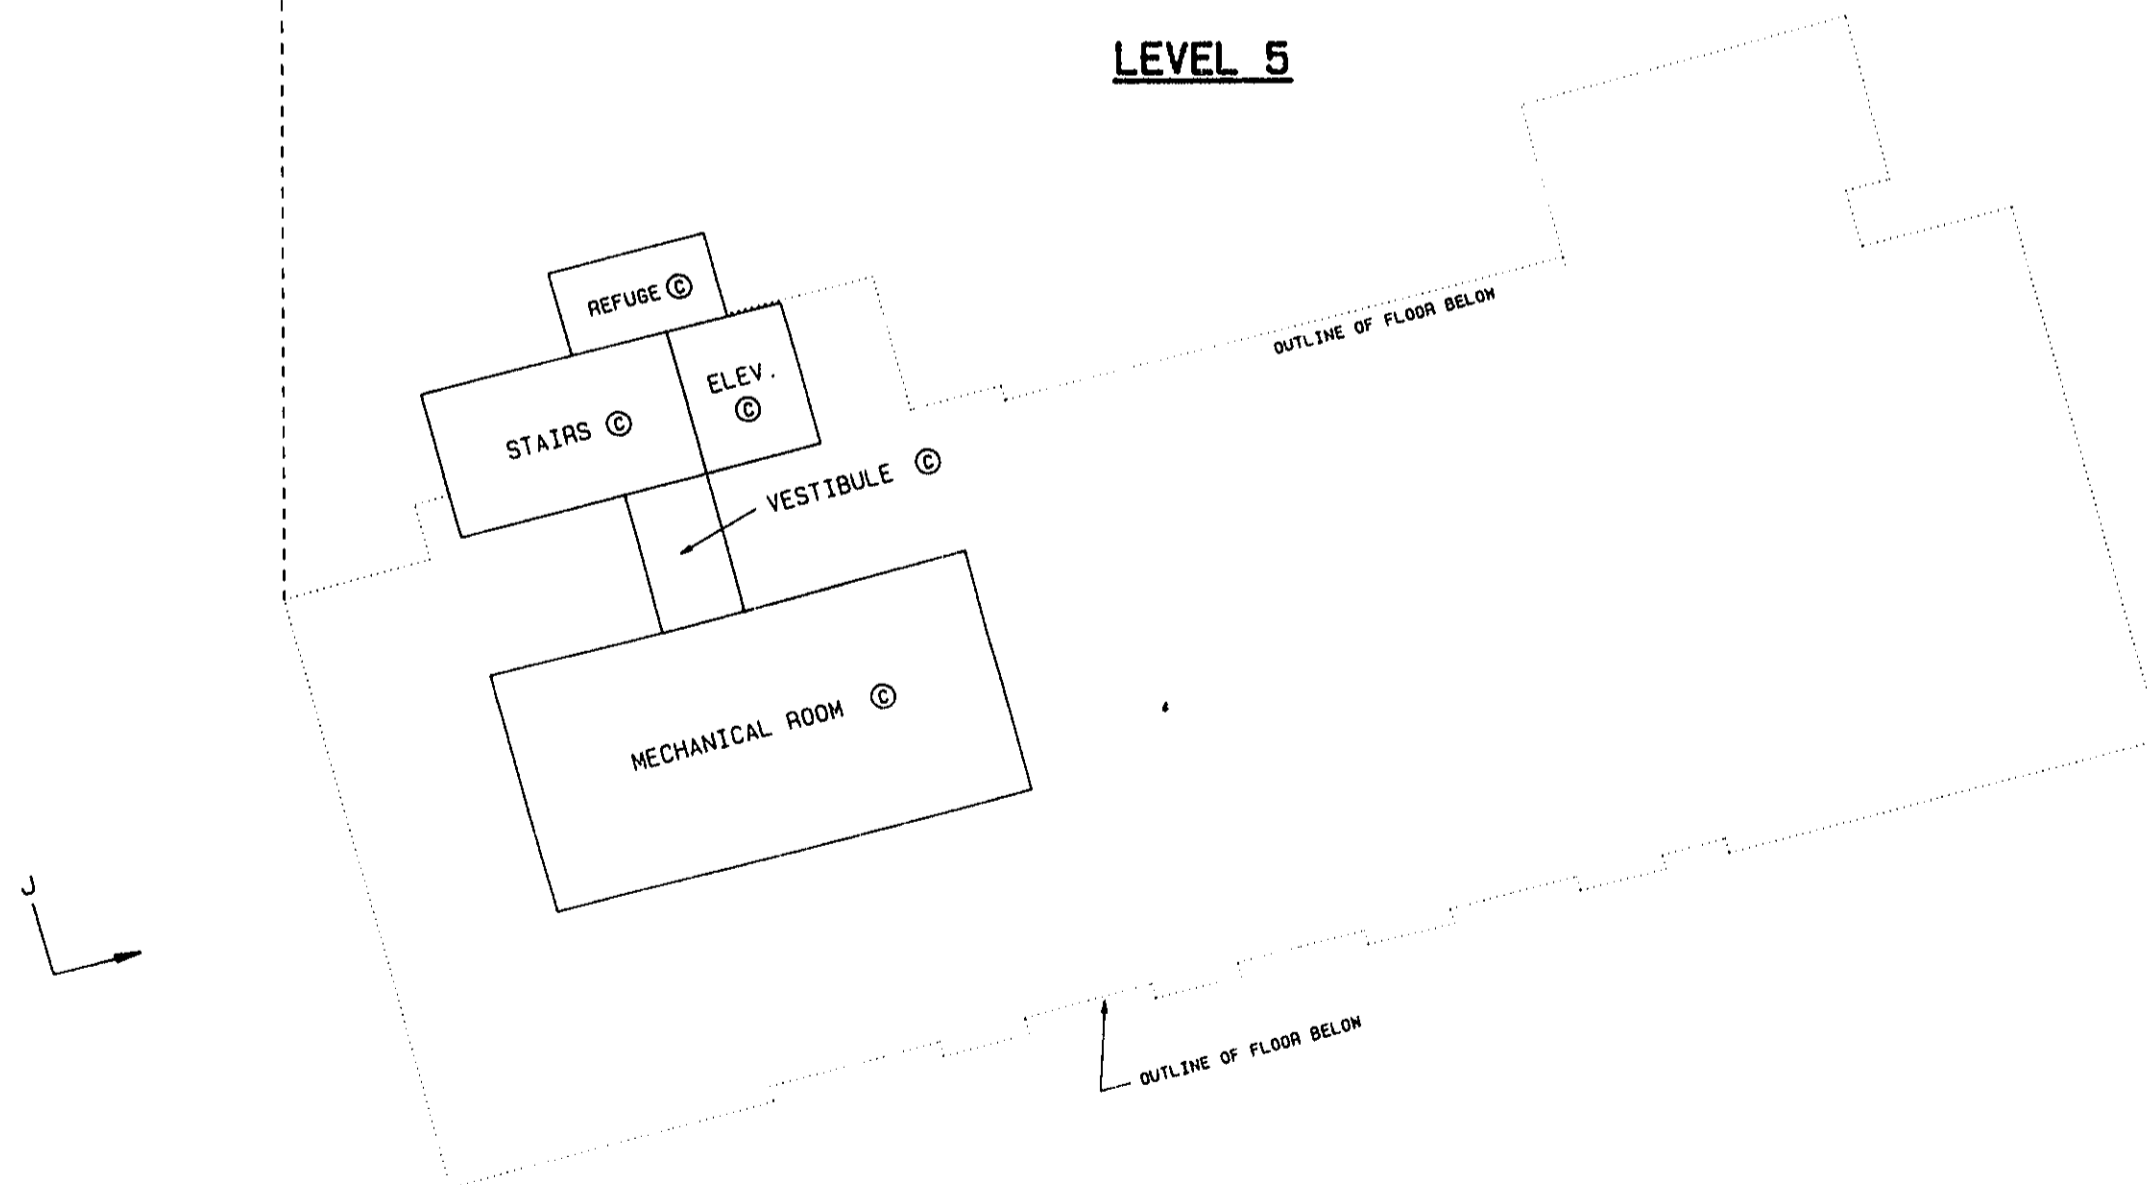 LEVEL 5
REFUGE Ⓒ
OUTLINE OF FLOOR BELOW
ELEV.
Ⓒ
STAIRS Ⓒ
VESTIBULE Ⓒ
MECHANICAL ROOM Ⓒ
J
OUTLINE OF FLOOR BELOW